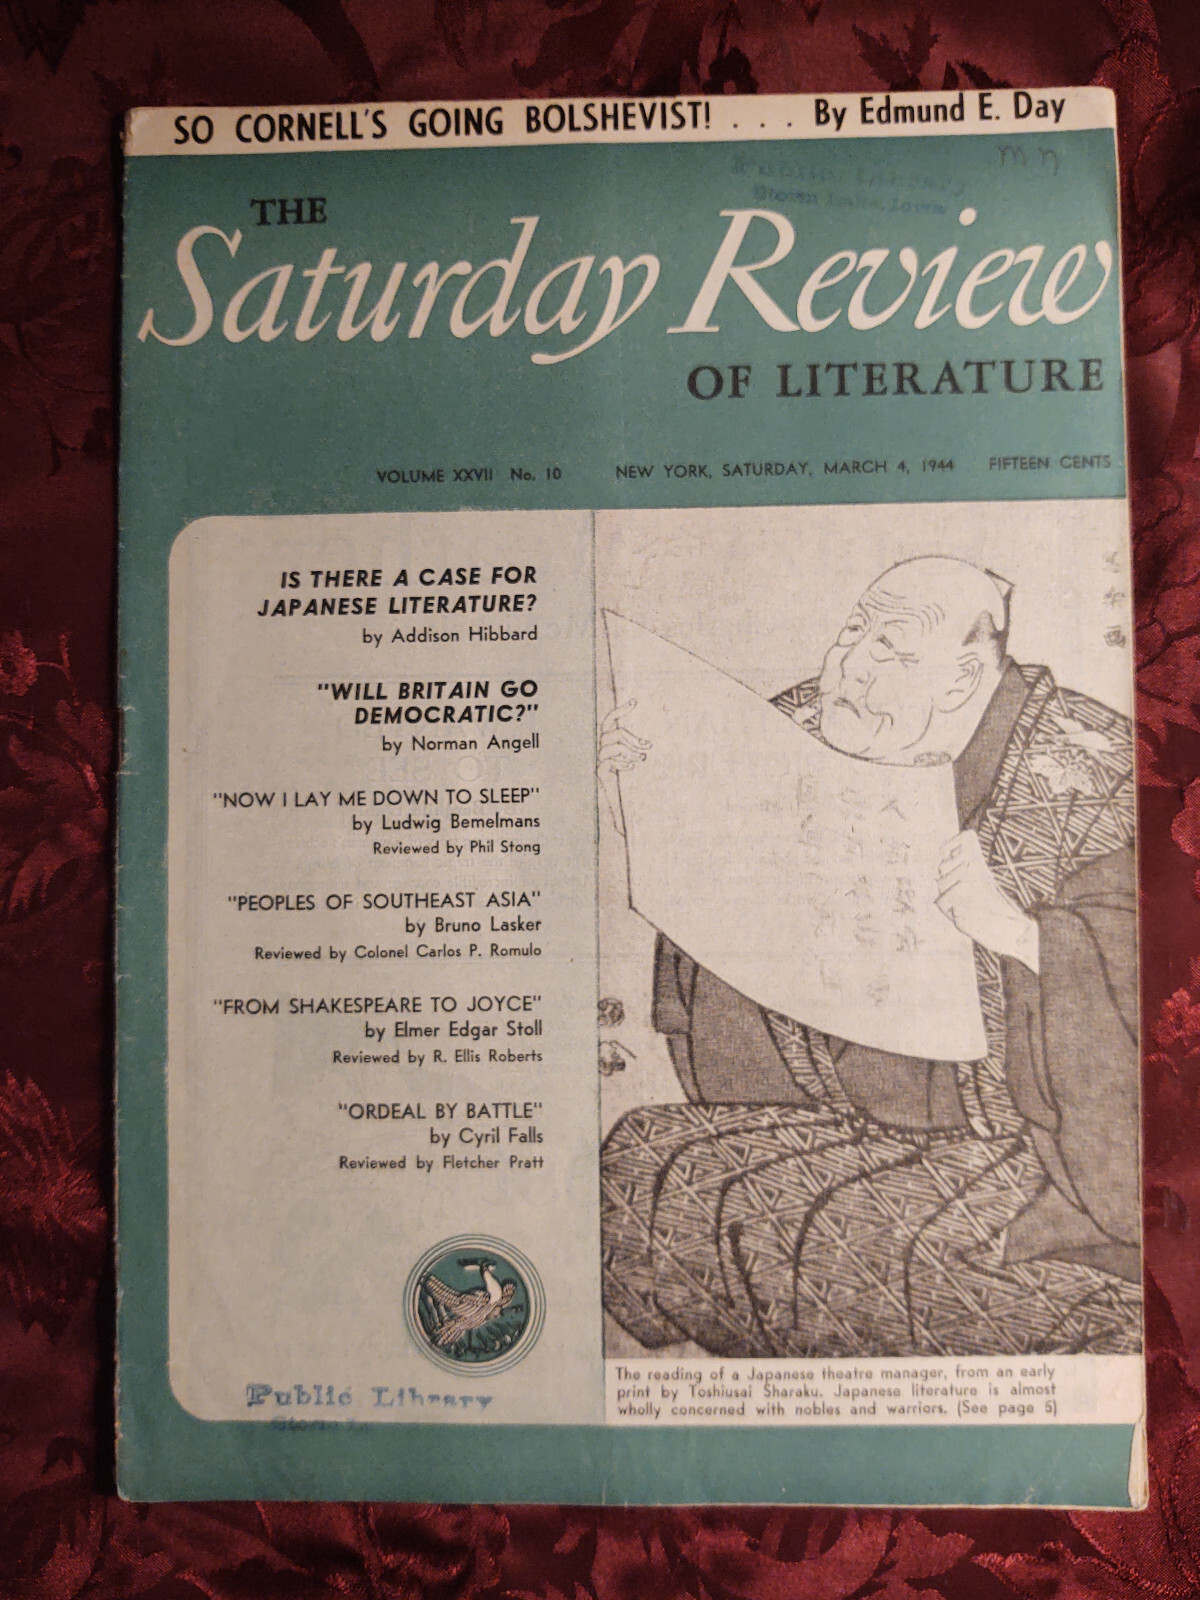 SO CORNELL'S GOING BOLSHEVIST! . . . By Edmund E. Day
m n
Public Library
Storm Lake, Iowa
THE
Saturday Review
OF LITERATURE
VOLUME XXVII No. 10 NEW YORK, SATURDAY, MARCH 4, 1944 FIFTEEN CENTS
IS THERE A CASE FOR
JAPANESE LITERATURE?
by Addison Hibbard
"WILL BRITAIN GO
DEMOCRATIC?"
by Norman Angell
"NOW I LAY ME DOWN TO SLEEP"
by Ludwig Bemelmans
Reviewed by Phil Stong
"PEOPLES OF SOUTHEAST ASIA"
by Bruno Lasker
Reviewed by Colonel Carlos P. Romulo
"FROM SHAKESPEARE TO JOYCE"
by Elmer Edgar Stoll
Reviewed by R. Ellis Roberts
"ORDEAL BY BATTLE"
by Cyril Falls
Reviewed by Fletcher Pratt
Public Library
The reading of a Japanese theatre manager, from an early
print by Toshiusai Sharaku. Japanese literature is almost
wholly concerned with nobles and warriors. (See page 5)